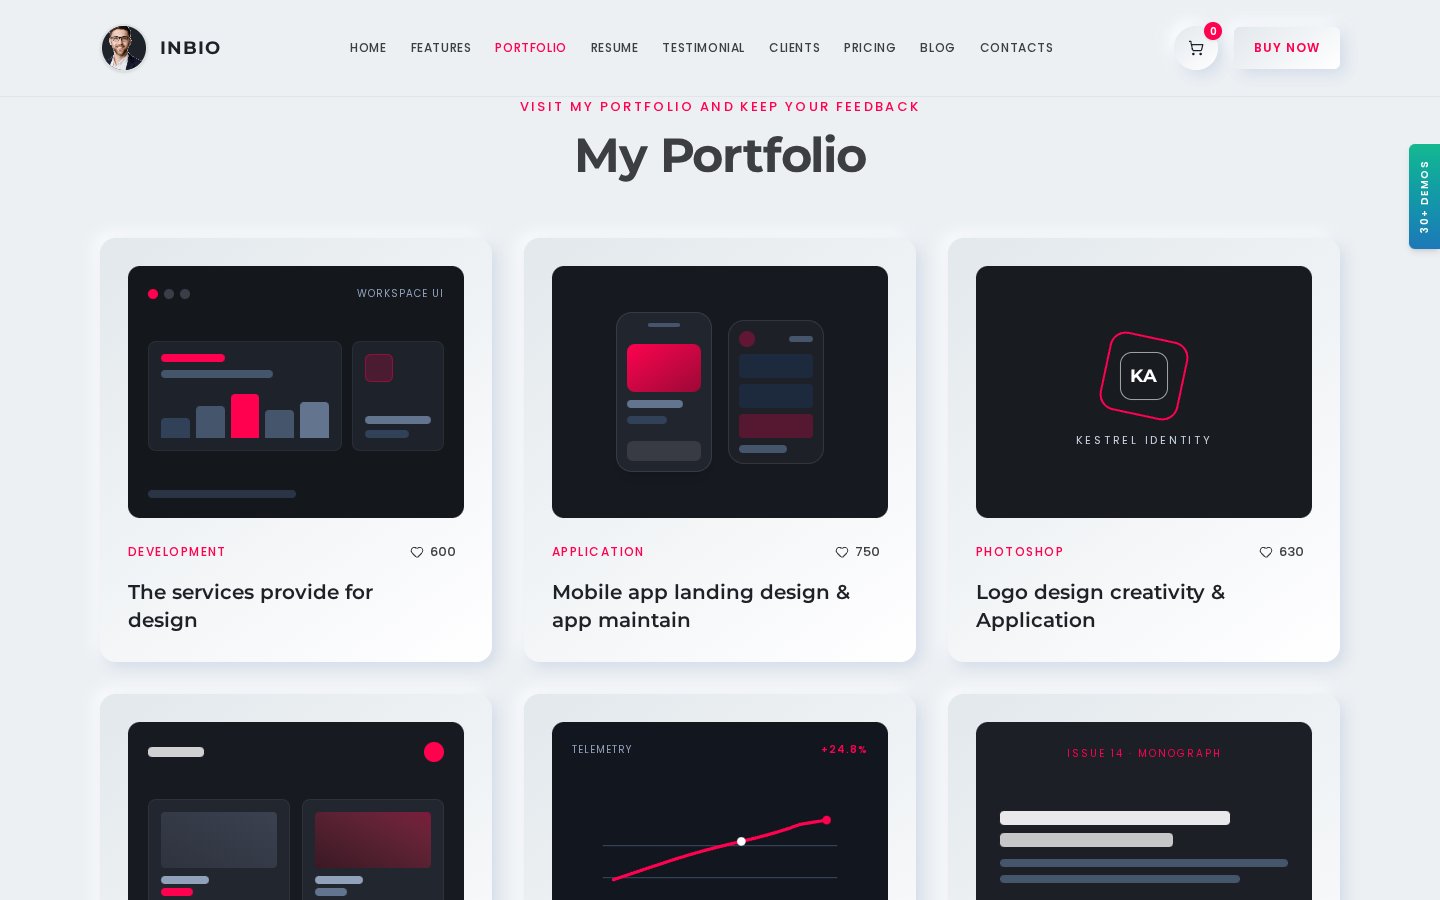 INBIO
HOME FEATURES PORTFOLIO RESUME TESTIMONIAL CLIENTS PRICING BLOG CONTACTS
0
BUY NOW
VISIT MY PORTFOLIO AND KEEP YOUR FEEDBACK
My Portfolio
30+ DEMOS
WORKSPACE UI
DEVELOPMENT
600
The services provide for
design
APPLICATION
750
Mobile app landing design &
app maintain
KA
KESTREL IDENTITY
PHOTOSHOP
630
Logo design creativity &
Application
TELEMETRY
+24.8%
ISSUE 14 · MONOGRAPH